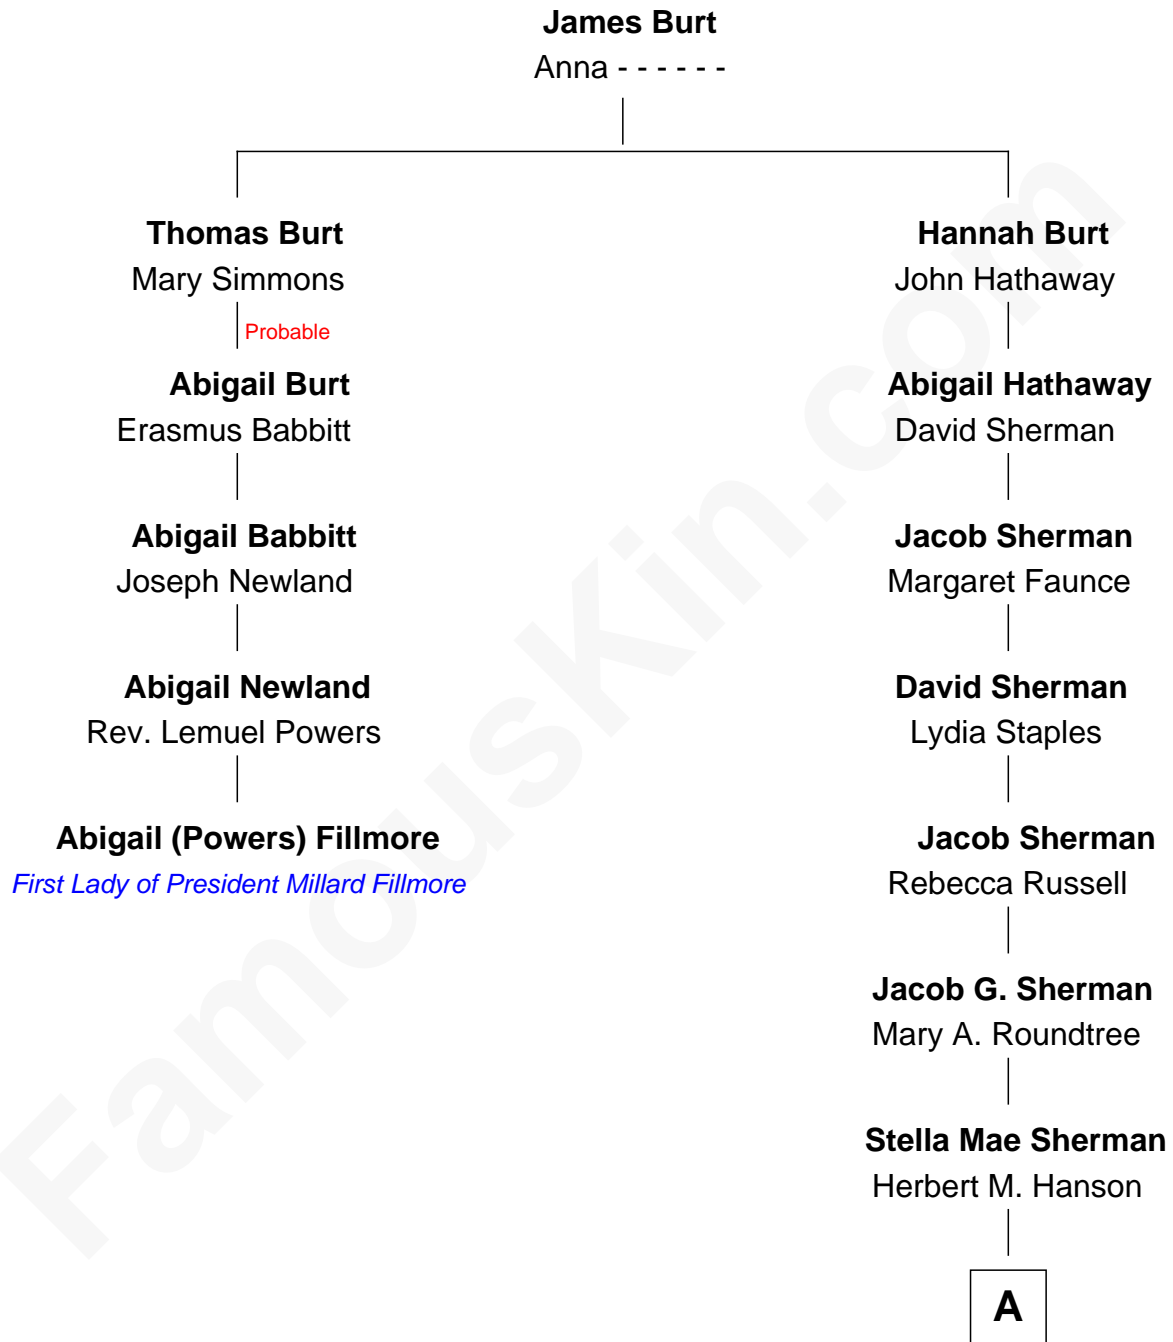 James Burt
Anna - - - - - -
Thomas Burt
Mary Simmons
Probable
Abigail Burt
Erasmus Babbitt
Abigail Babbitt
Joseph Newland
Abigail Newland
Rev. Lemuel Powers
Abigail (Powers) Fillmore
First Lady of President Millard Fillmore
Hannah Burt
John Hathaway
Abigail Hathaway
David Sherman
Jacob Sherman
Margaret Faunce
David Sherman
Lydia Staples
Jacob Sherman
Rebecca Russell
Jacob G. Sherman
Mary A. Roundtree
Stella Mae Sherman
Herbert M. Hanson
A
FamousKin.com